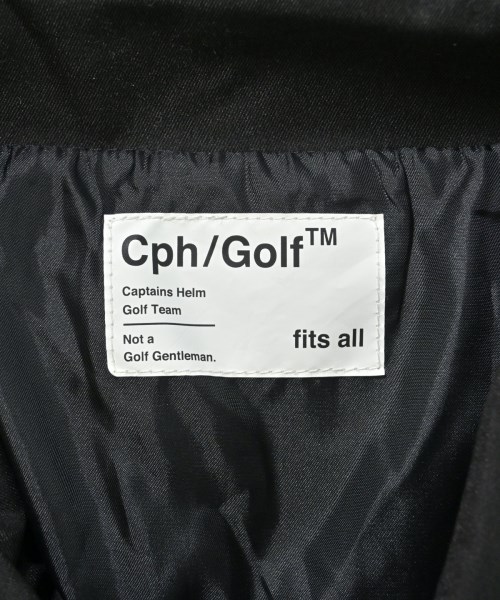 Cph/Golf™
Captains Helm
Golf Team
Not a
Golf Gentleman.
fits all